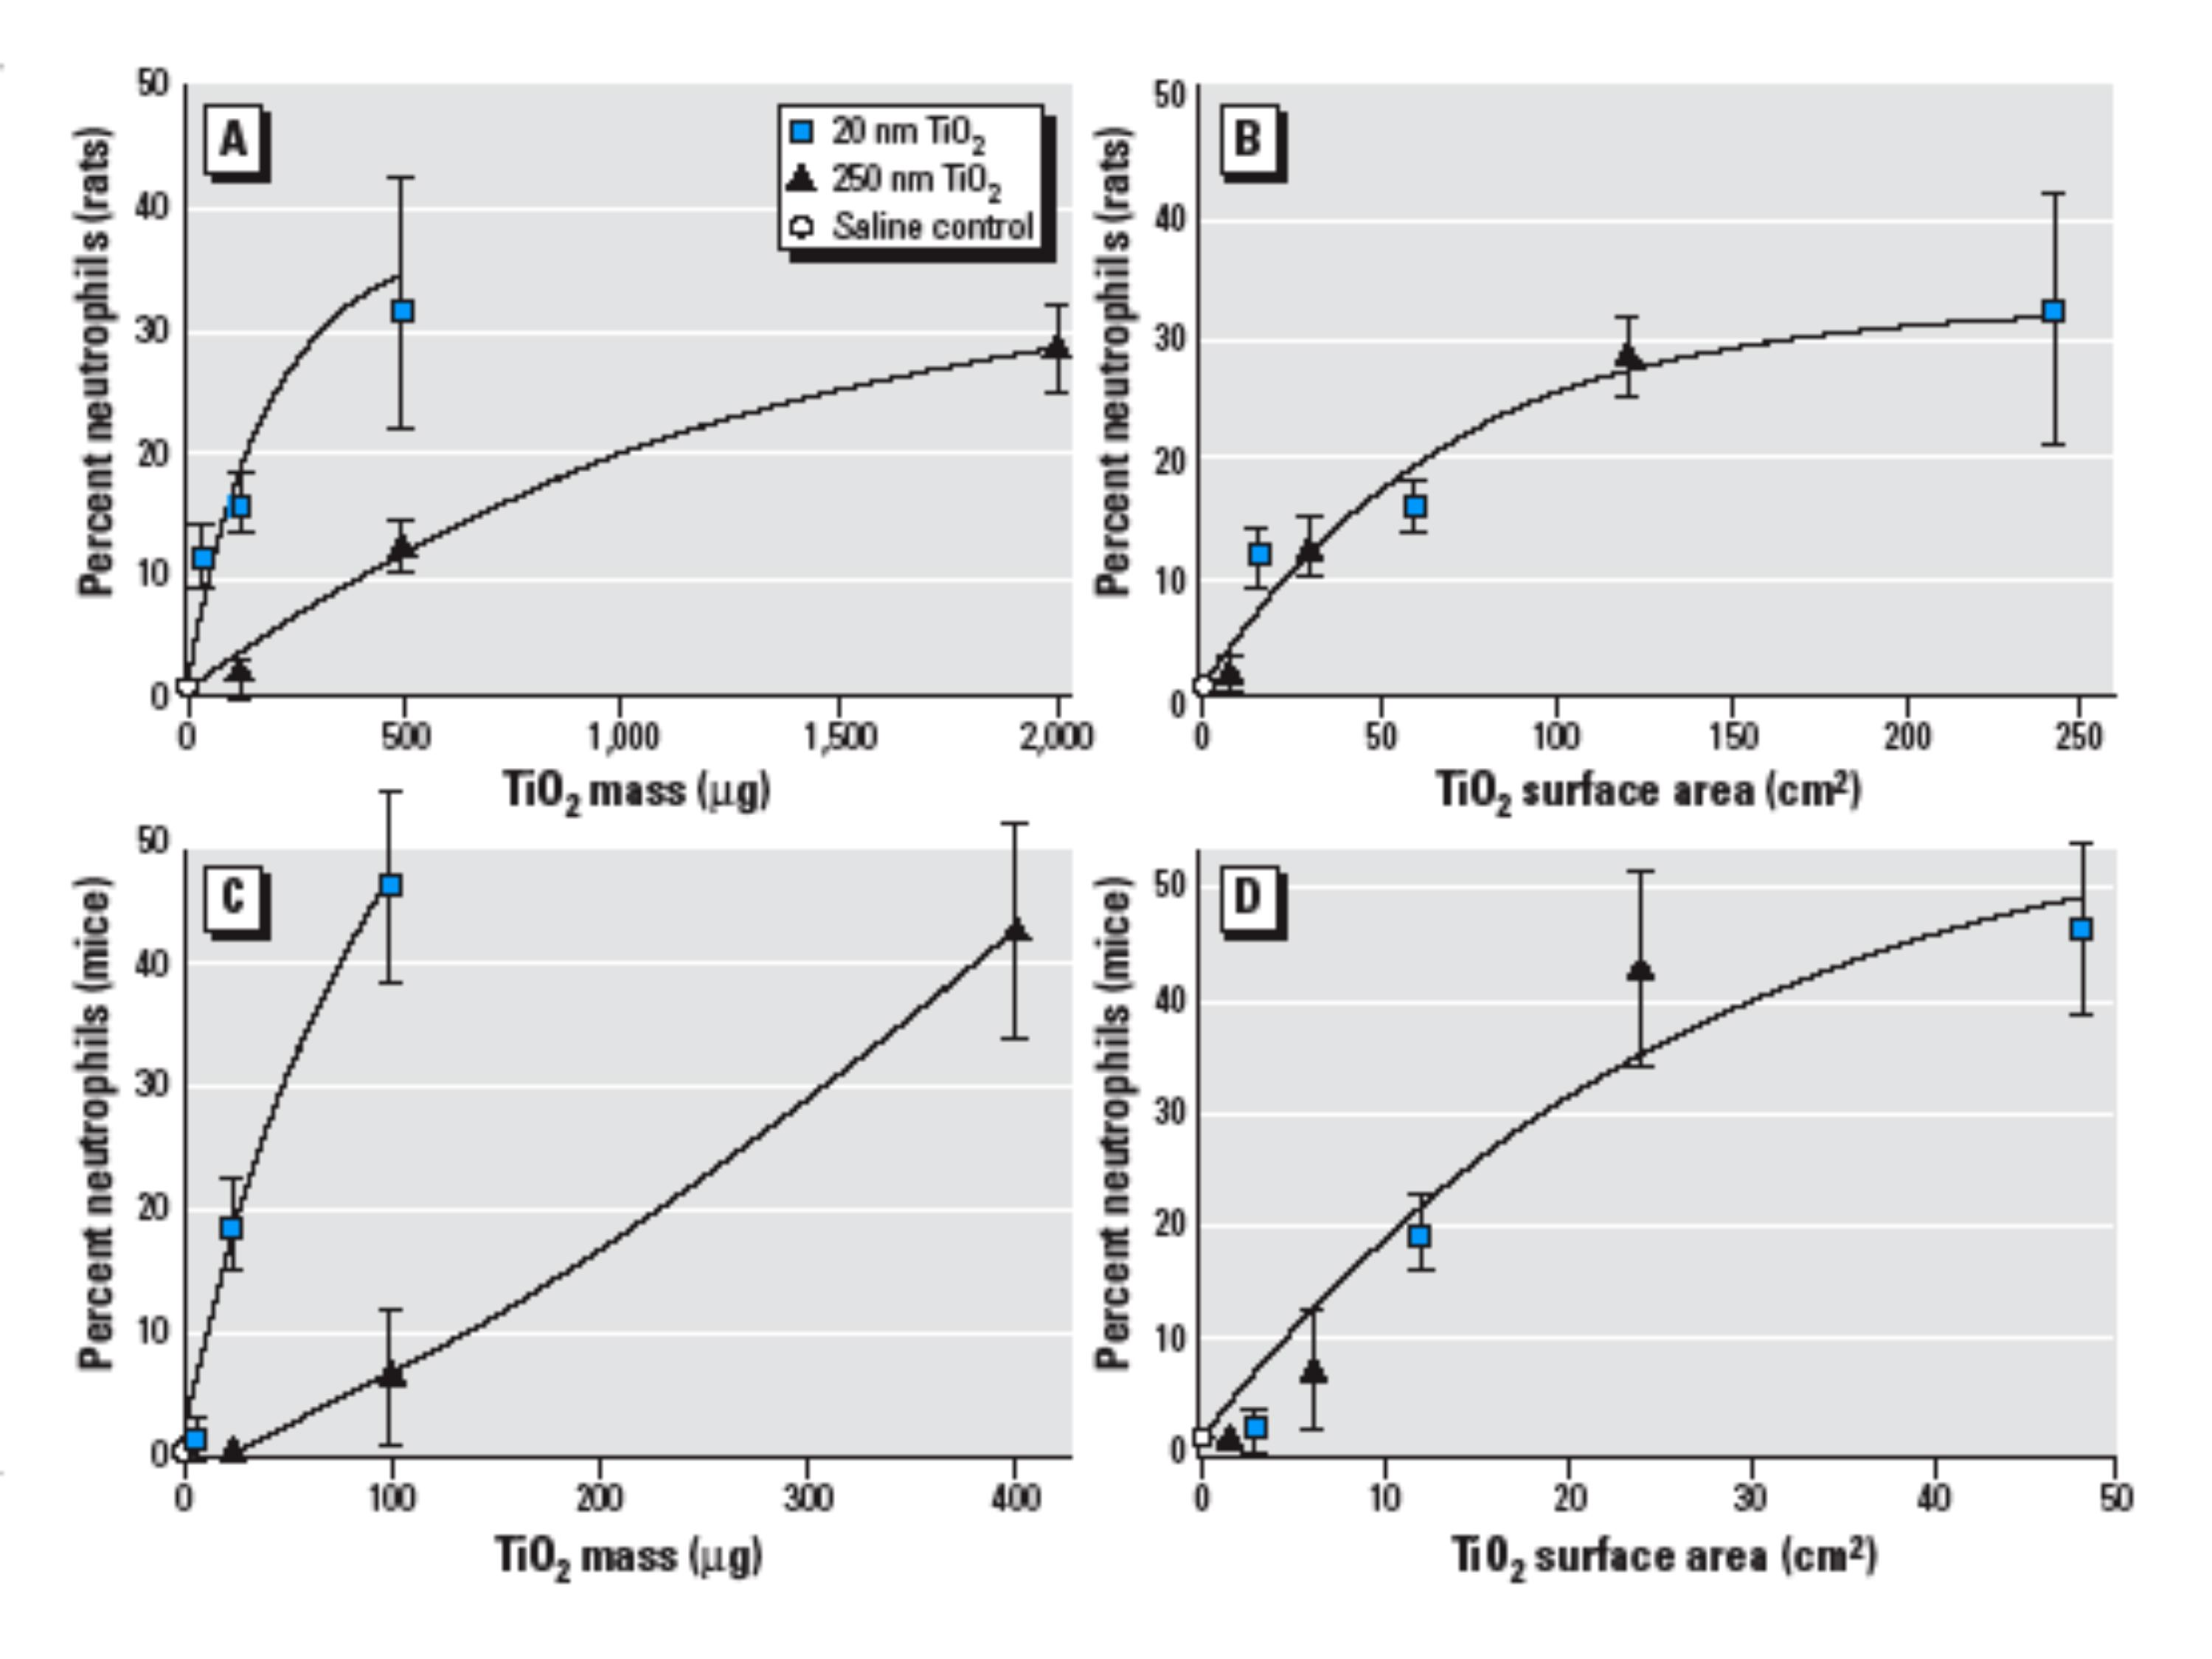 A
20 nm TiO₂
250 nm TiO₂
Saline control
Percent neutrophils (rats)
50
40
30
20
10
0
0 500 1,000 1,500 2,000
TiO₂ mass (μg)
B
Percent neutrophils (rats)
50
40
30
20
10
0
0 50 100 150 200 250
TiO₂ surface area (cm²)
C
Percent neutrophils (mice)
50
40
30
20
10
0
0 100 200 300 400
TiO₂ mass (μg)
D
Percent neutrophils (mice)
50
40
30
20
10
0
0 10 20 30 40 50
TiO₂ surface area (cm²)